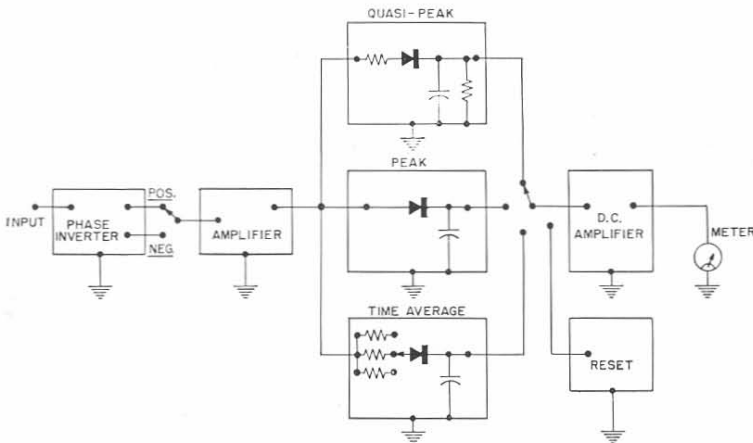 QUASI-PEAK
PEAK
POS.
INPUT
PHASE
INVERTER
NEG.
AMPLIFIER
D.C.
AMPLIFIER
METER
TIME AVERAGE
RESET